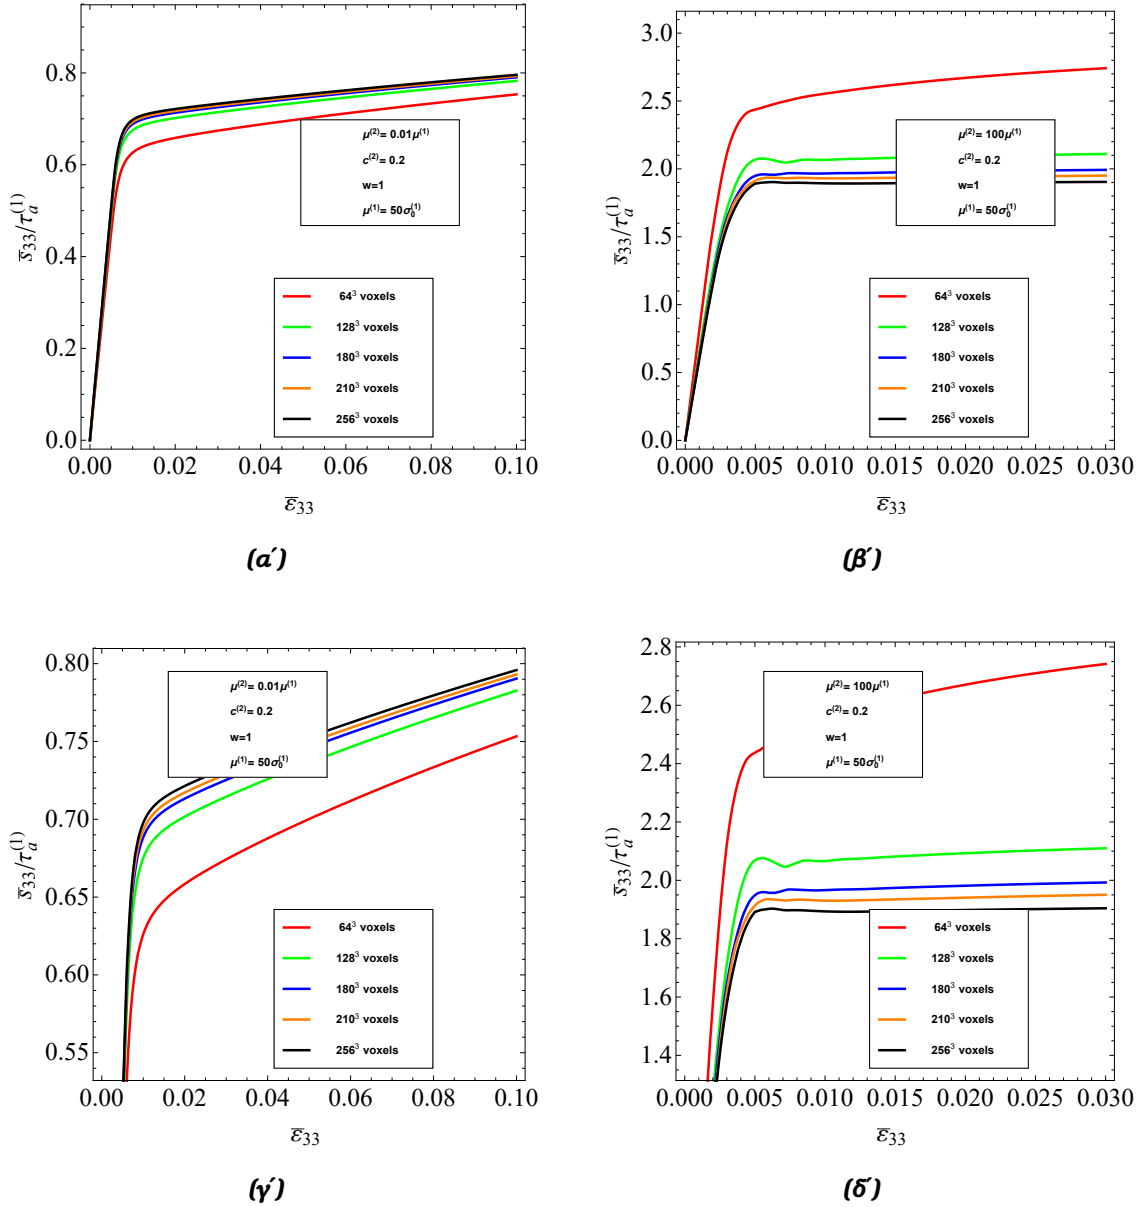 s̄₃₃/τₐ⁽¹⁾
0.8
0.6
0.4
0.2
0.0
0.00 0.02 0.04 0.06 0.08 0.10
ε̄₃₃
μ⁽²⁾= 0.01μ⁽¹⁾
c⁽²⁾= 0.2
w=1
μ⁽¹⁾= 50σ₀⁽¹⁾
64³ voxels
128³ voxels
180³ voxels
210³ voxels
256³ voxels
(α΄)
s̄₃₃/τₐ⁽¹⁾
3.0
2.5
2.0
1.5
1.0
0.5
0.0
0.000 0.005 0.010 0.015 0.020 0.025 0.030
ε̄₃₃
μ⁽²⁾= 100μ⁽¹⁾
c⁽²⁾= 0.2
w=1
μ⁽¹⁾= 50σ₀⁽¹⁾
64³ voxels
128³ voxels
180³ voxels
210³ voxels
256³ voxels
(β΄)
s̄₃₃/τₐ⁽¹⁾
0.80
0.75
0.70
0.65
0.60
0.55
0.00 0.02 0.04 0.06 0.08 0.10
ε̄₃₃
μ⁽²⁾= 0.01μ⁽¹⁾
c⁽²⁾= 0.2
w=1
μ⁽¹⁾= 50σ₀⁽¹⁾
64³ voxels
128³ voxels
180³ voxels
210³ voxels
256³ voxels
(γ΄)
s̄₃₃/τₐ⁽¹⁾
2.8
2.6
2.4
2.2
2.0
1.8
1.6
1.4
0.000 0.005 0.010 0.015 0.020 0.025 0.030
ε̄₃₃
μ⁽²⁾= 100μ⁽¹⁾
c⁽²⁾= 0.2
w=1
μ⁽¹⁾= 50σ₀⁽¹⁾
64³ voxels
128³ voxels
180³ voxels
210³ voxels
256³ voxels
(δ΄)